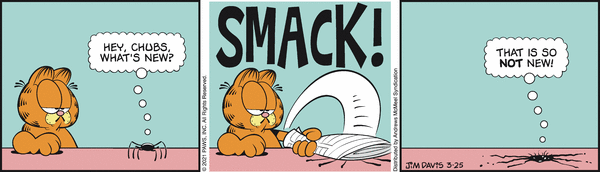 HEY, CHUBS,
WHAT'S NEW?
© 2021 PAWS, INC. All Rights Reserved.
SMACK!
Distributed by Andrews McMeel Syndication
THAT IS SO
NOT NEW!
JIM DAVIS 3-25